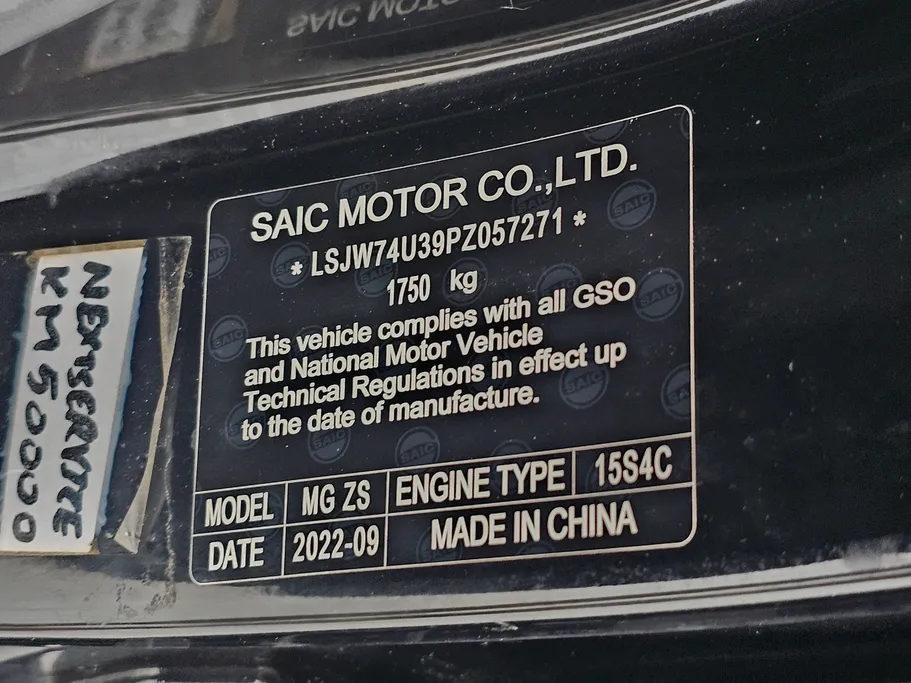 SAIC MOTOR CO.,LTD.
* LSJW74U39PZ057271 *
1750 kg
This vehicle complies with all GSO
and National Motor Vehicle
Technical Regulations in effect up
to the date of manufacture.
MODEL MG ZS ENGINE TYPE 15S4C
DATE 2022-09 MADE IN CHINA
NEXTSERVICE
KM 50000